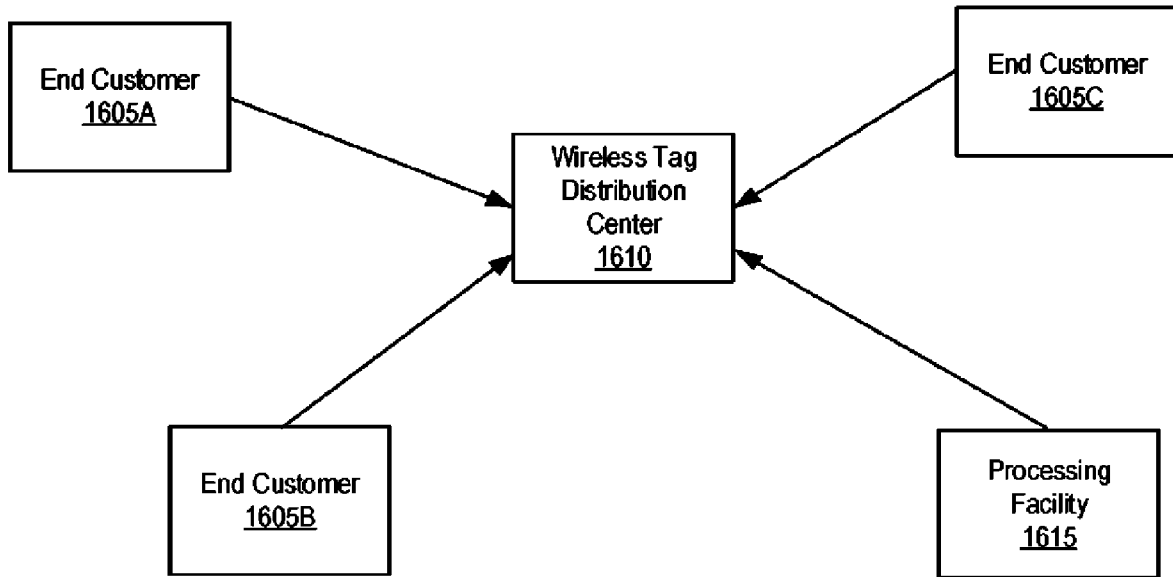 End Customer
1605A
End Customer
1605C
Wireless Tag
Distribution
Center
1610
End Customer
1605B
Processing
Facility
1615